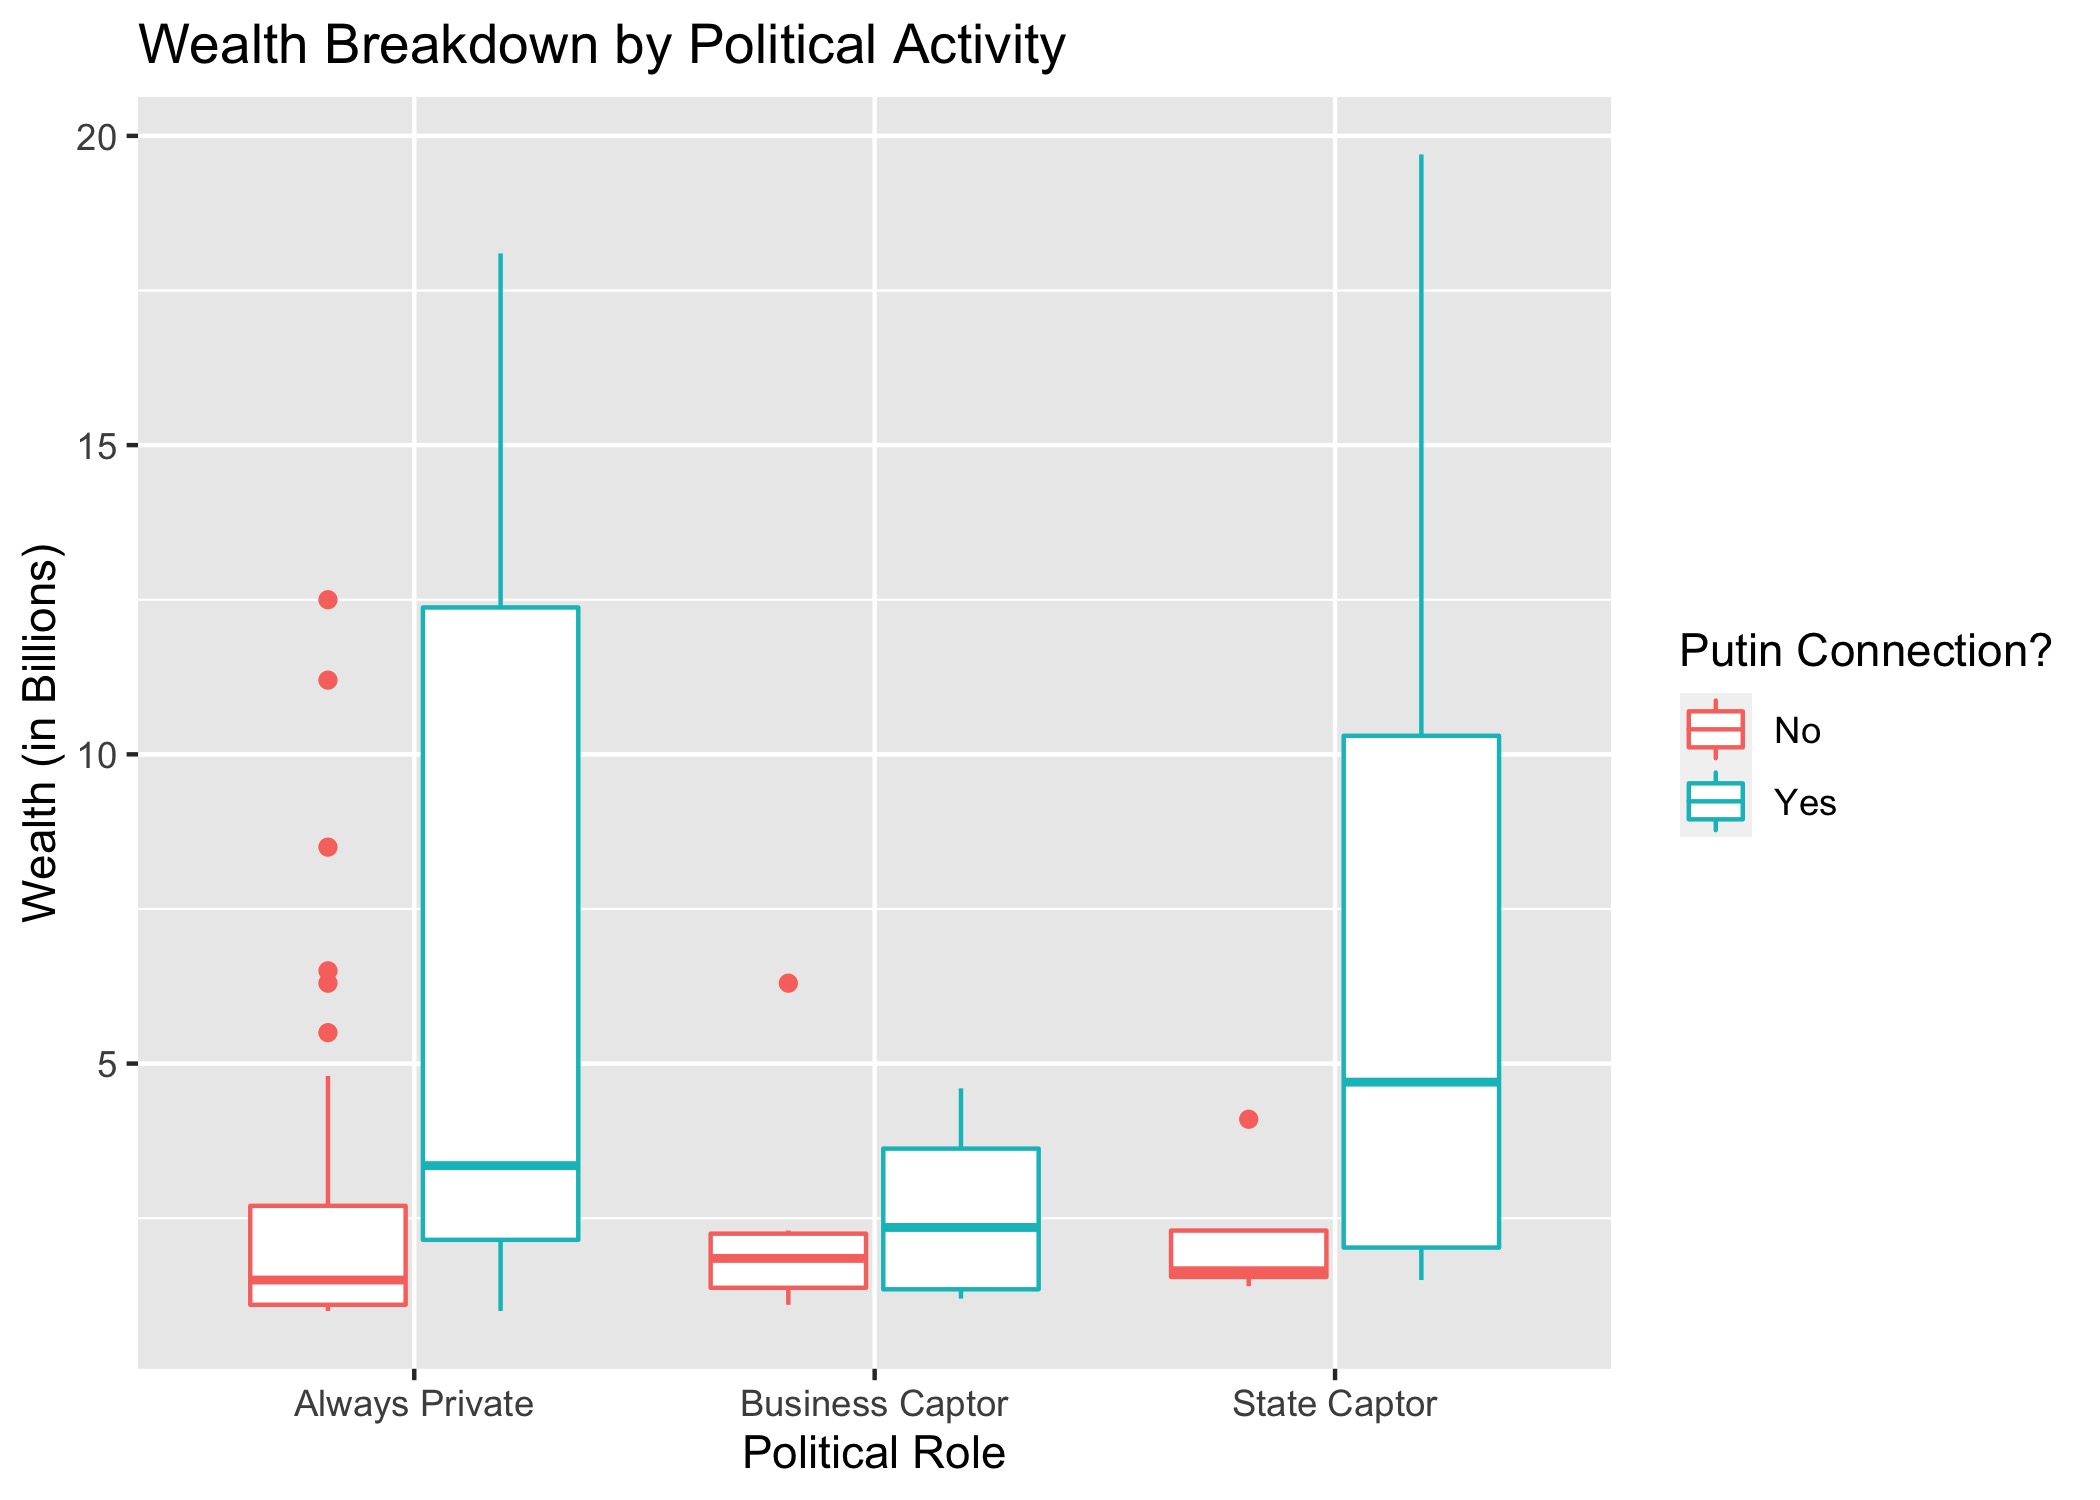 Wealth Breakdown by Political Activity
20
15
10
5
Wealth (in Billions)
Always Private
Business Captor
State Captor
Political Role
Putin Connection?
No
Yes